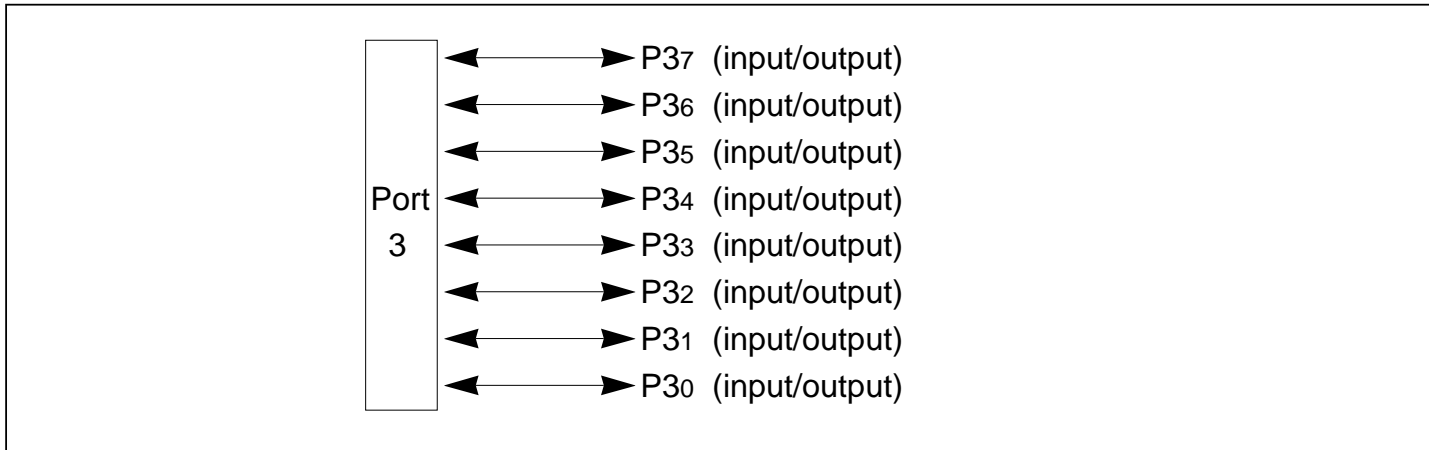 P37 (input/output)
P36 (input/output)
P35 (input/output)
Port
P34 (input/output)
3
P33 (input/output)
P32 (input/output)
P31 (input/output)
P30 (input/output)